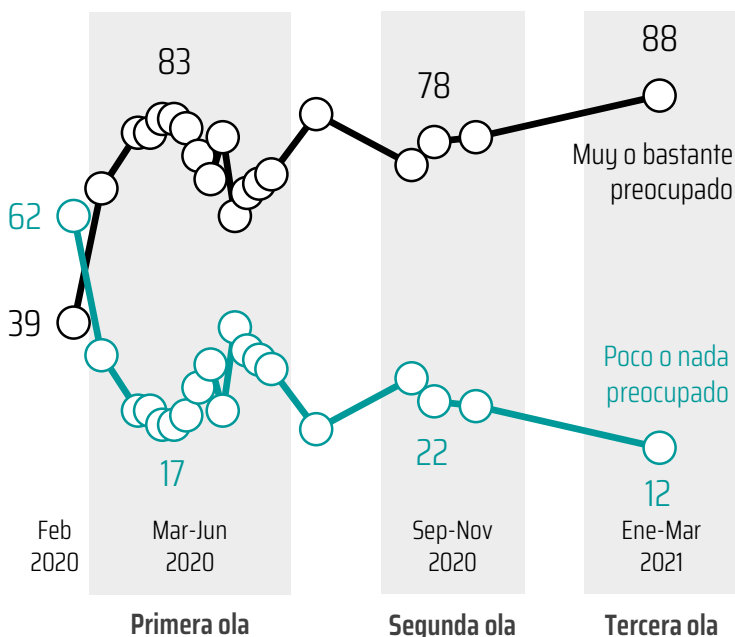 83
88
78
Muy o bastante
preocupado
62
39
Poco o nada
preocupado
17
22
12
Feb
2020
Mar-Jun
2020
Sep-Nov
2020
Ene-Mar
2021
Primera ola
Segunda ola
Tercera ola